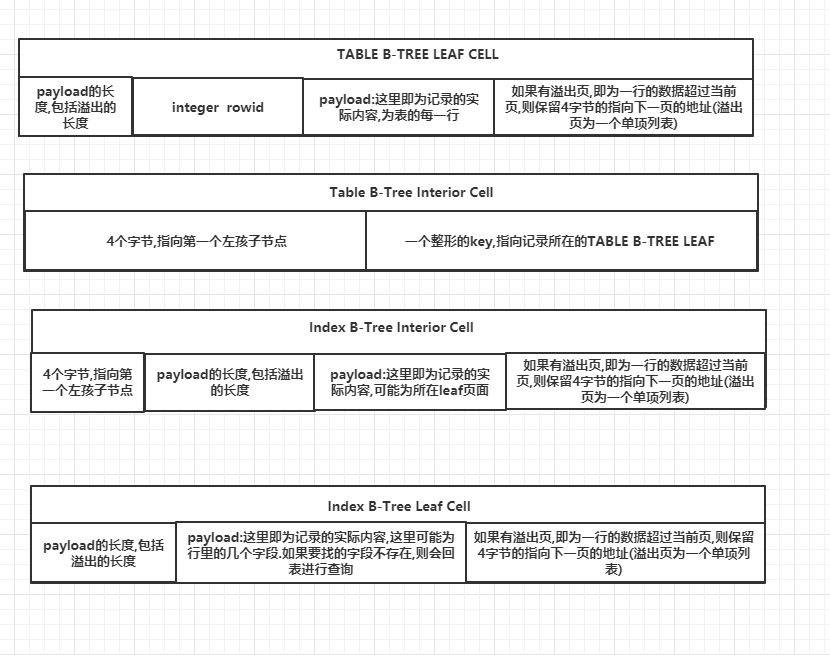 TABLE B-TREE LEAF CELL
payload的长
度,包括溢出的
长度
integer rowid
payload:这里即为记录的实
际内容,为表的每一行
如果有溢出页,即为一行的数据超过当前
页,则保留4字节的指向下一页的地址(溢出
页为一个单项列表)
Table B-Tree Interior Cell
4个字节,指向第一个左孩子节点
一个整形的key,指向记录所在的TABLE B-TREE LEAF
Index B-Tree Interior Cell
4个字节,指向第
一个左孩子节点
payload的长度,包括溢出
的长度
payload:这里即为记录的实
际内容,可能为所在leaf页面
如果有溢出页,即为一行的数据超过当前
页,则保留4字节的指向下一页的地址(溢出
页为一个单项列表)
Index B-Tree Leaf Cell
payload的长度,包括
溢出的长度
payload:这里即为记录的实际内容,这里可能为
行里的几个字段.如果要找的字段不存在,则会回
表进行查询
如果有溢出页,即为一行的数据超过当前页,则保留
4字节的指向下一页的地址(溢出页为一个单项列
表)